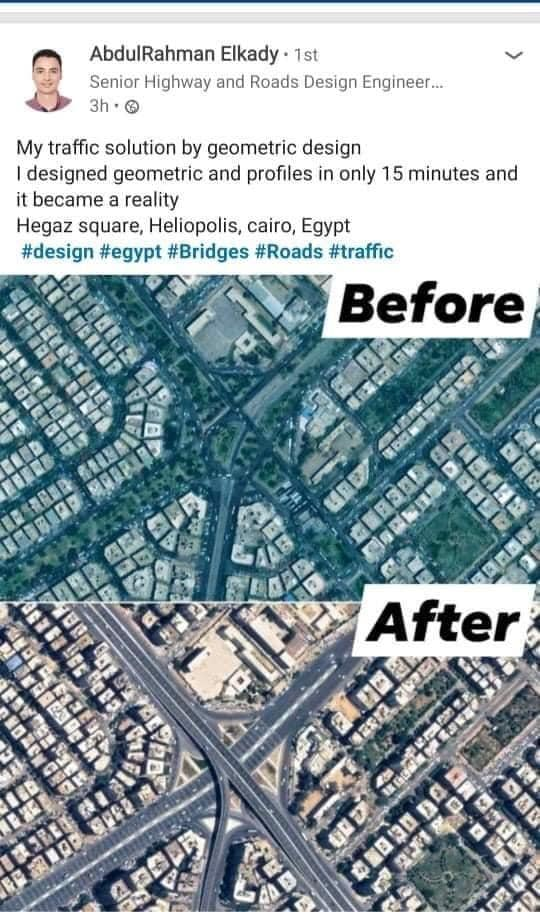 AbdulRahman Elkady • 1st
Senior Highway and Roads Design Engineer...
3h •
My traffic solution by geometric design
I designed geometric and profiles in only 15 minutes and
it became a reality
Hegaz square, Heliopolis, cairo, Egypt
#design #egypt #Bridges #Roads #traffic
Before
After